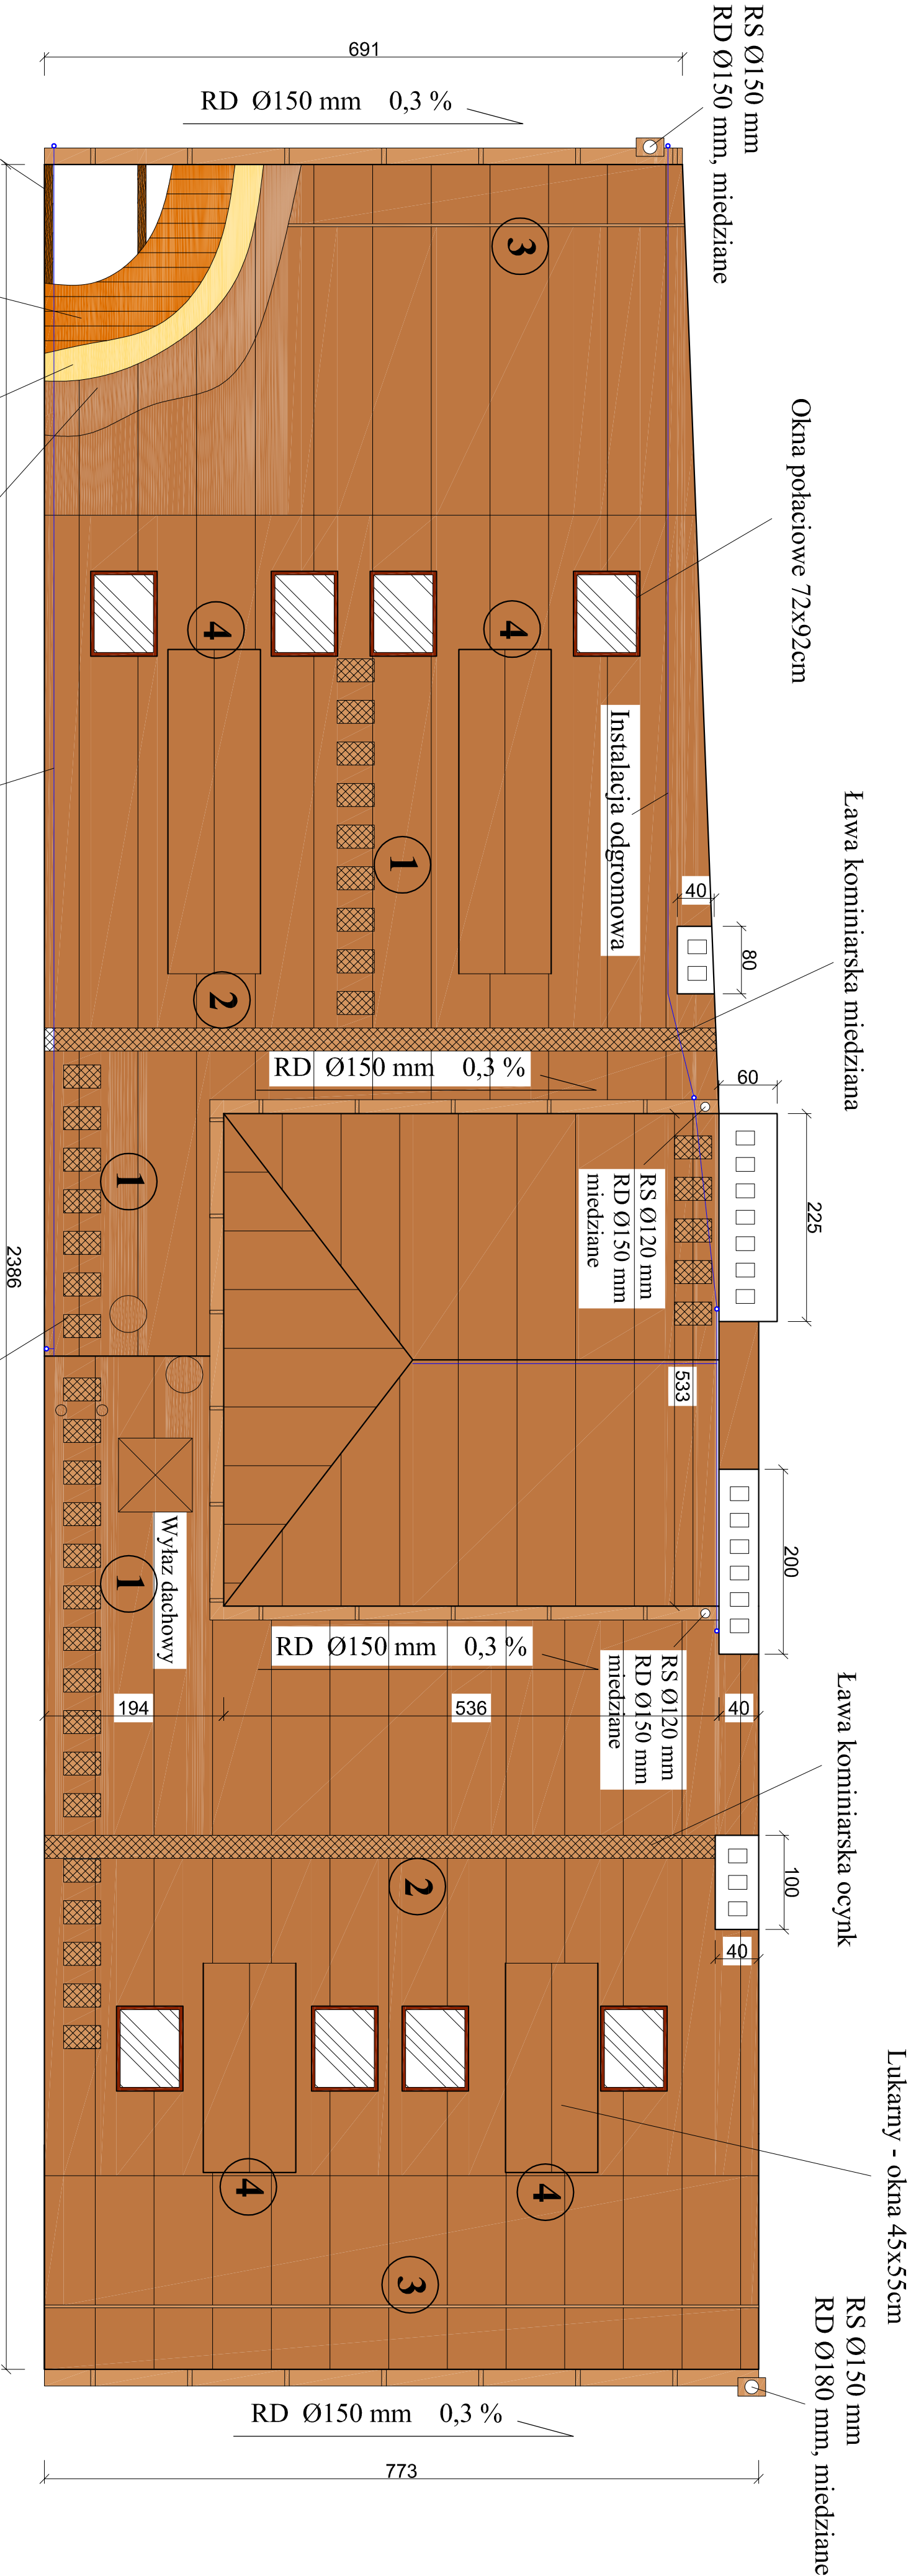 RS Ø150 mm
RD Ø150 mm, miedziane
691
RD Ø150 mm 0,3 %
3
Okna połaciowe 72x92cm
4
4
Instalacja odgromowa
1
Ława kominiarska miedziana
40
80
2
RD Ø150 mm 0,3 %
60
225
RS Ø120 mm
RD Ø150 mm
miedziane
1
2386
533
Wyłaz dachowy
1
200
RD Ø150 mm 0,3 %
RS Ø120 mm
RD Ø150 mm
miedziane
194
536
40
Ława kominiarska ocynk
100
40
2
Lukarny - okna 45x55cm
4
4
3
RS Ø150 mm
RD Ø180 mm, miedziane
RD Ø150 mm 0,3 %
773